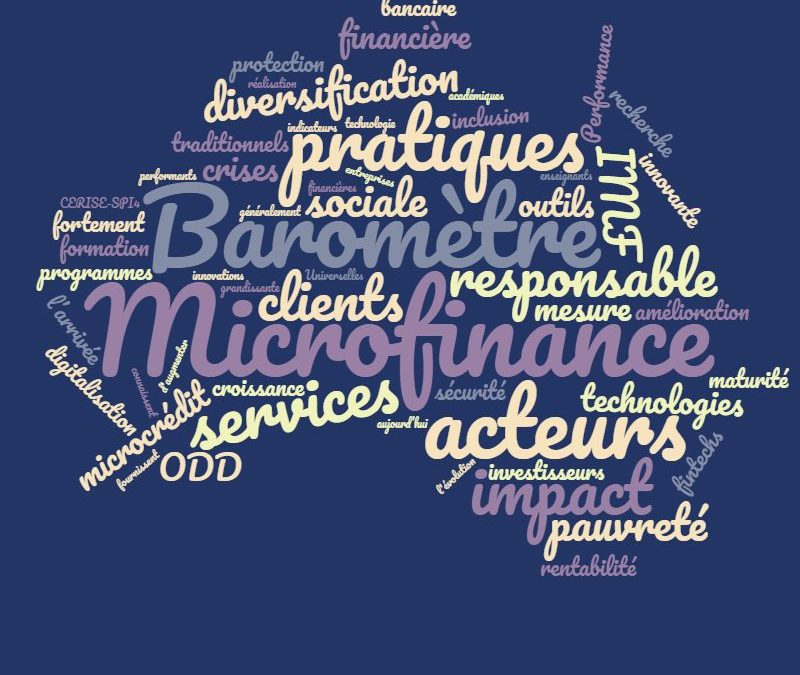 bancaire
financière
protection
réalisation
diversification
académiques
Performance
recherche
indicateurs
technologie
inclusion
traditionnels
pratiques
crises
performants
entreprises
financières
enseignants
IMF
innovante
CERISE-SPI4
Baromètre
généralement
sociale
outils
fortement
formation
programmes
innovations
Universelles
grandissante
responsable
clients
mesure
amélioration
l'arrivée
Microfinance
digitalisation
connaissent
d'augmenter
microcrédit
croissance
services
sécurité
maturité
technologies
aujourd'hui
acteurs
fournissent
ODD
l'évolution
investisseurs
fintechs
impact
pauvreté
rentabilité